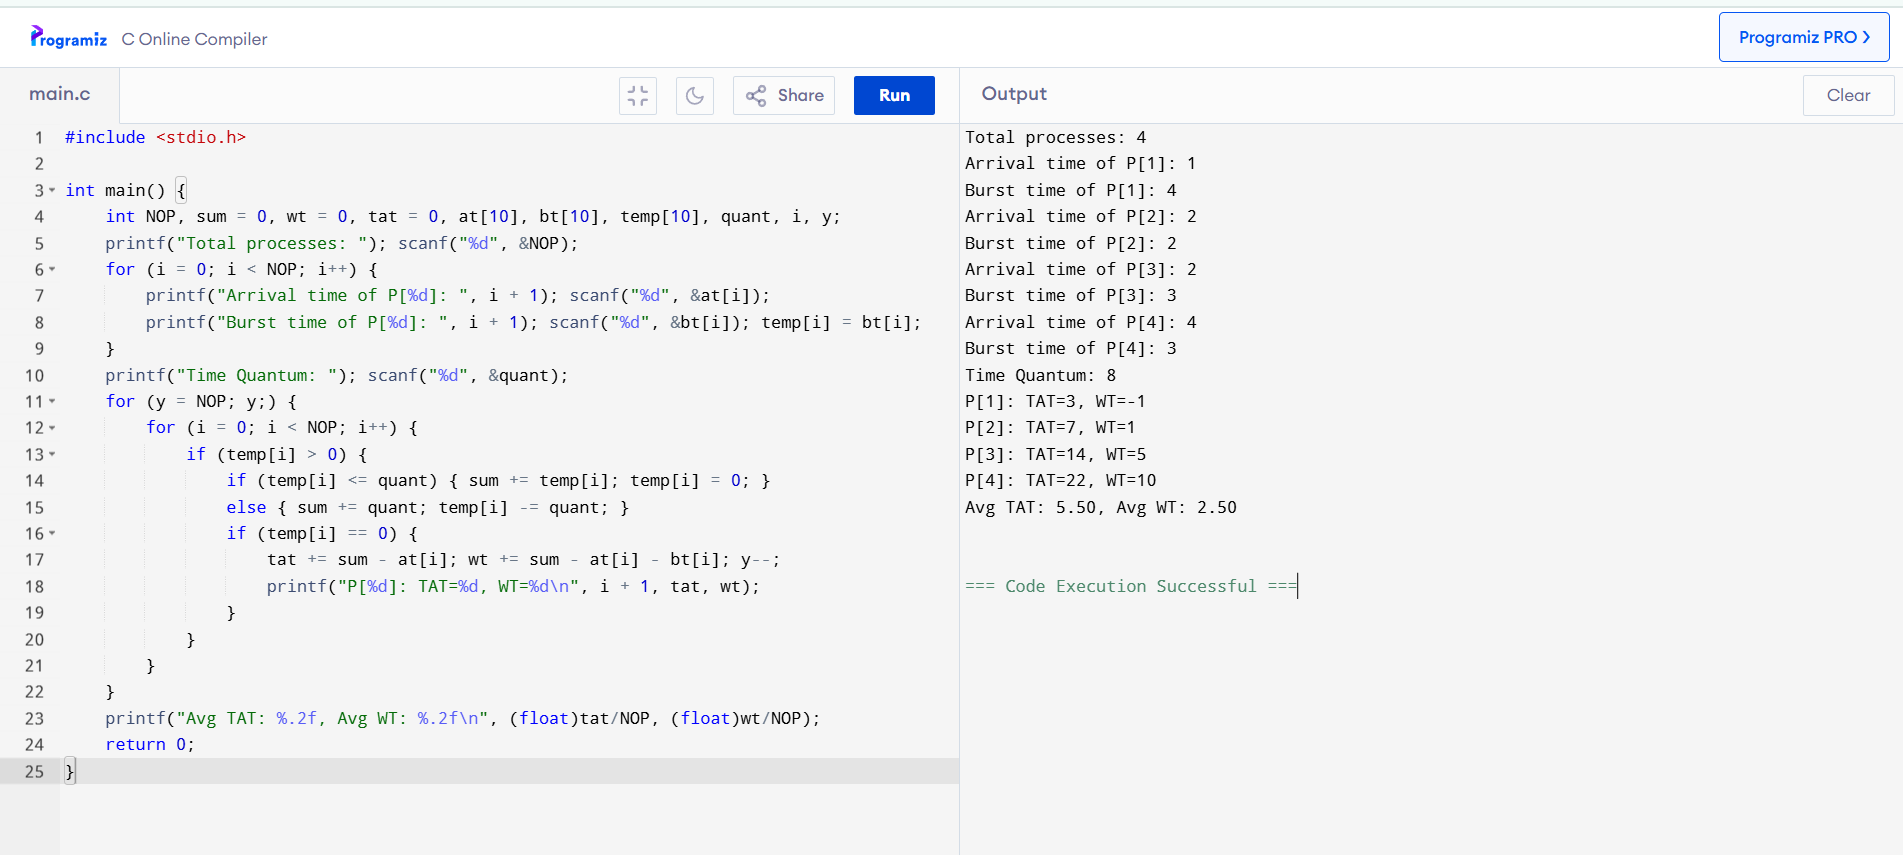 Programiz C Online Compiler
Programiz PRO >
main.c
Share
Run
Output
Clear
1 #include <stdio.h>
2
3 int main() {
4     int NOP, sum = 0, wt = 0, tat = 0, at[10], bt[10], temp[10], quant, i, y;
5     printf("Total processes: "); scanf("%d", &NOP);
6     for (i = 0; i < NOP; i++) {
7         printf("Arrival time of P[%d]: ", i + 1); scanf("%d", &at[i]);
8         printf("Burst time of P[%d]: ", i + 1); scanf("%d", &bt[i]); temp[i] = bt[i];
9     }
10     printf("Time Quantum: "); scanf("%d", &quant);
11     for (y = NOP; y;) {
12         for (i = 0; i < NOP; i++) {
13             if (temp[i] > 0) {
14                 if (temp[i] <= quant) { sum += temp[i]; temp[i] = 0; }
15                 else { sum += quant; temp[i] -= quant; }
16                 if (temp[i] == 0) {
17                     tat += sum - at[i]; wt += sum - at[i] - bt[i]; y--;
18                     printf("P[%d]: TAT=%d, WT=%d\n", i + 1, tat, wt);
19                 }
20             }
21         }
22     }
23     printf("Avg TAT: %.2f, Avg WT: %.2f\n", (float)tat/NOP, (float)wt/NOP);
24     return 0;
25 }
Total processes: 4
Arrival time of P[1]: 1
Burst time of P[1]: 4
Arrival time of P[2]: 2
Burst time of P[2]: 2
Arrival time of P[3]: 2
Burst time of P[3]: 3
Arrival time of P[4]: 4
Burst time of P[4]: 3
Time Quantum: 8
P[1]: TAT=3, WT=-1
P[2]: TAT=7, WT=1
P[3]: TAT=14, WT=5
P[4]: TAT=22, WT=10
Avg TAT: 5.50, Avg WT: 2.50
=== Code Execution Successful ===